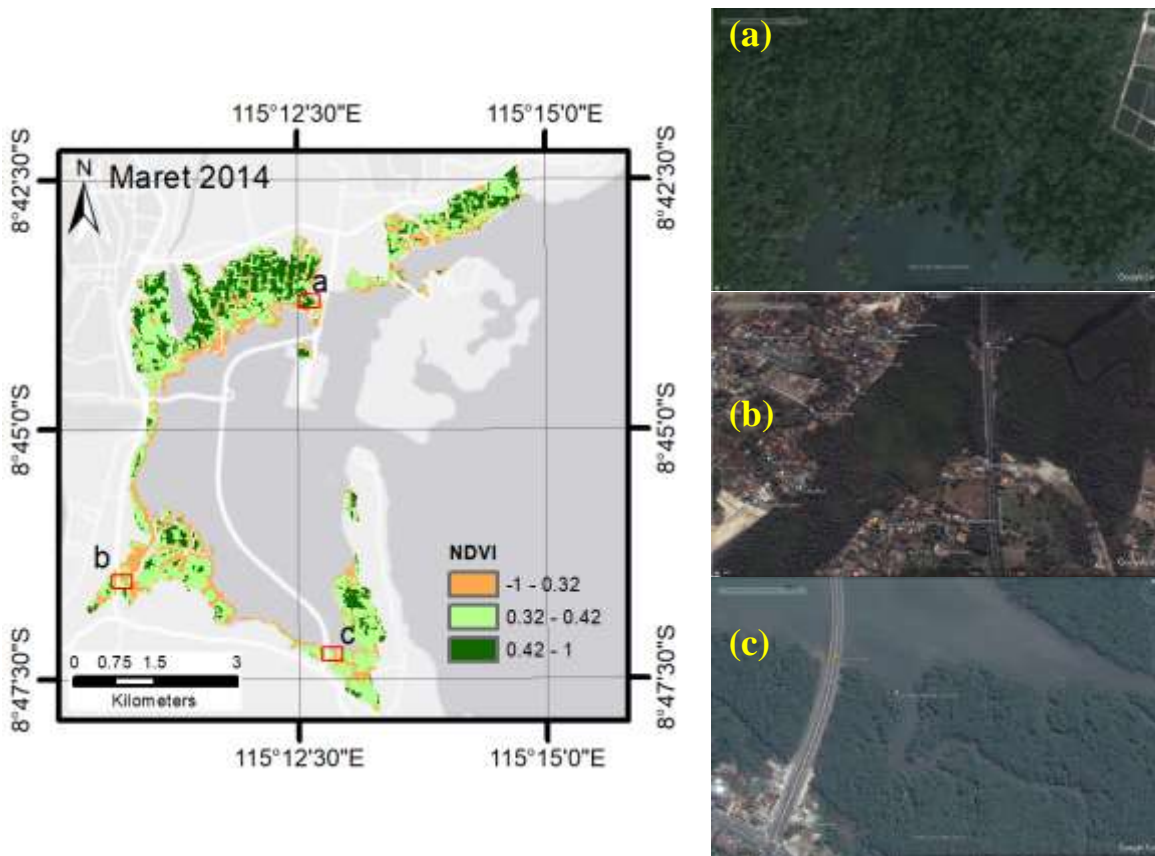 115°12'30"E
115°15'0"E
N
Maret 2014
8°42'30"S
8°42'30"S
a
8°45'0"S
8°45'0"S
b
NDVI
-1 - 0.32
0.32 - 0.42
0.42 - 1
c
0 0.75 1.5 3
Kilometers
8°47'30"S
8°47'30"S
115°12'30"E
115°15'0"E
(a)
(b)
(c)